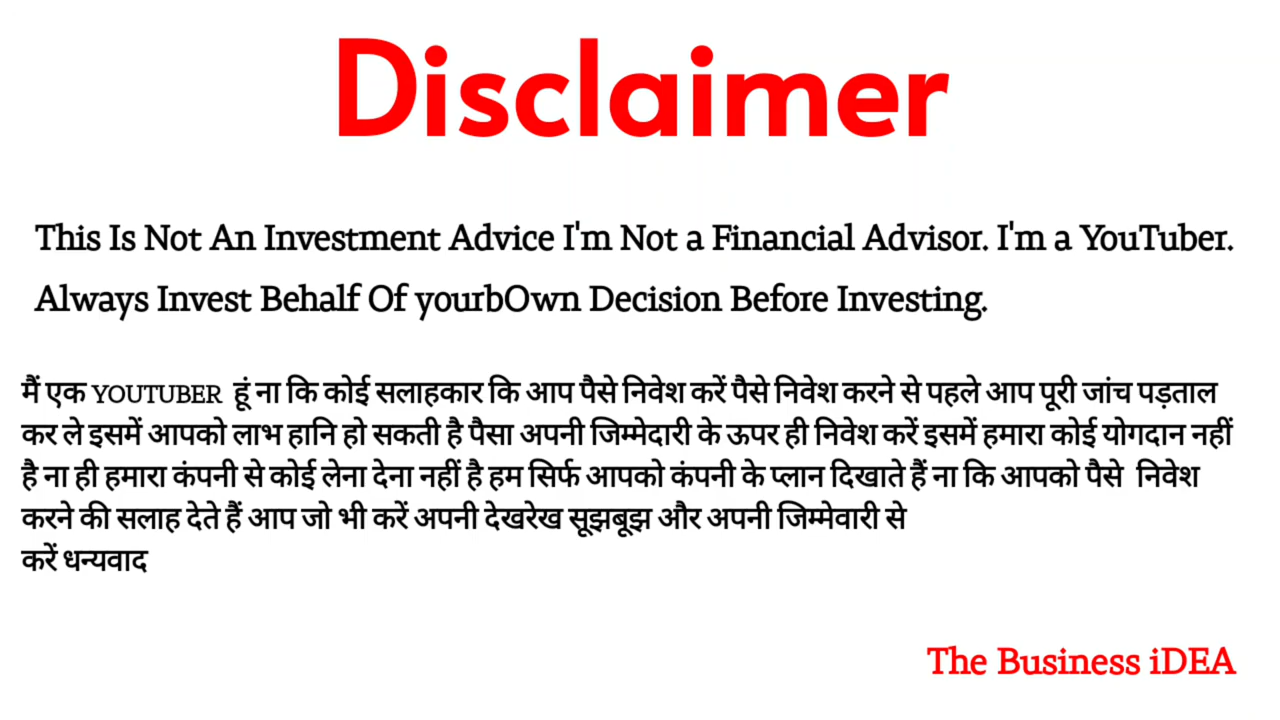 Disclaimer
This Is Not An Investment Advice I'm Not a Financial Advisor. I'm a YouTuber.
Always Invest Behalf Of yourbOwn Decision Before Investing.
मैं एक YOUTUBER हूं ना कि कोई सलाहकार कि आप पैसे निवेश करें पैसे निवेश करने से पहले आप पूरी जांच पड़ताल
कर ले इसमें आपको लाभ हानि हो सकती है पैसा अपनी जिम्मेदारी के ऊपर ही निवेश करें इसमें हमारा कोई योगदान नहीं
है ना ही हमारा कंपनी से कोई लेना देना नहीं है हम सिर्फ आपको कंपनी के प्लान दिखाते हैं ना कि आपको पैसे निवेश
करने की सलाह देते हैं आप जो भी करें अपनी देखरेख सूझबूझ और अपनी जिम्मेवारी से
करें धन्यवाद
The Business iDEA